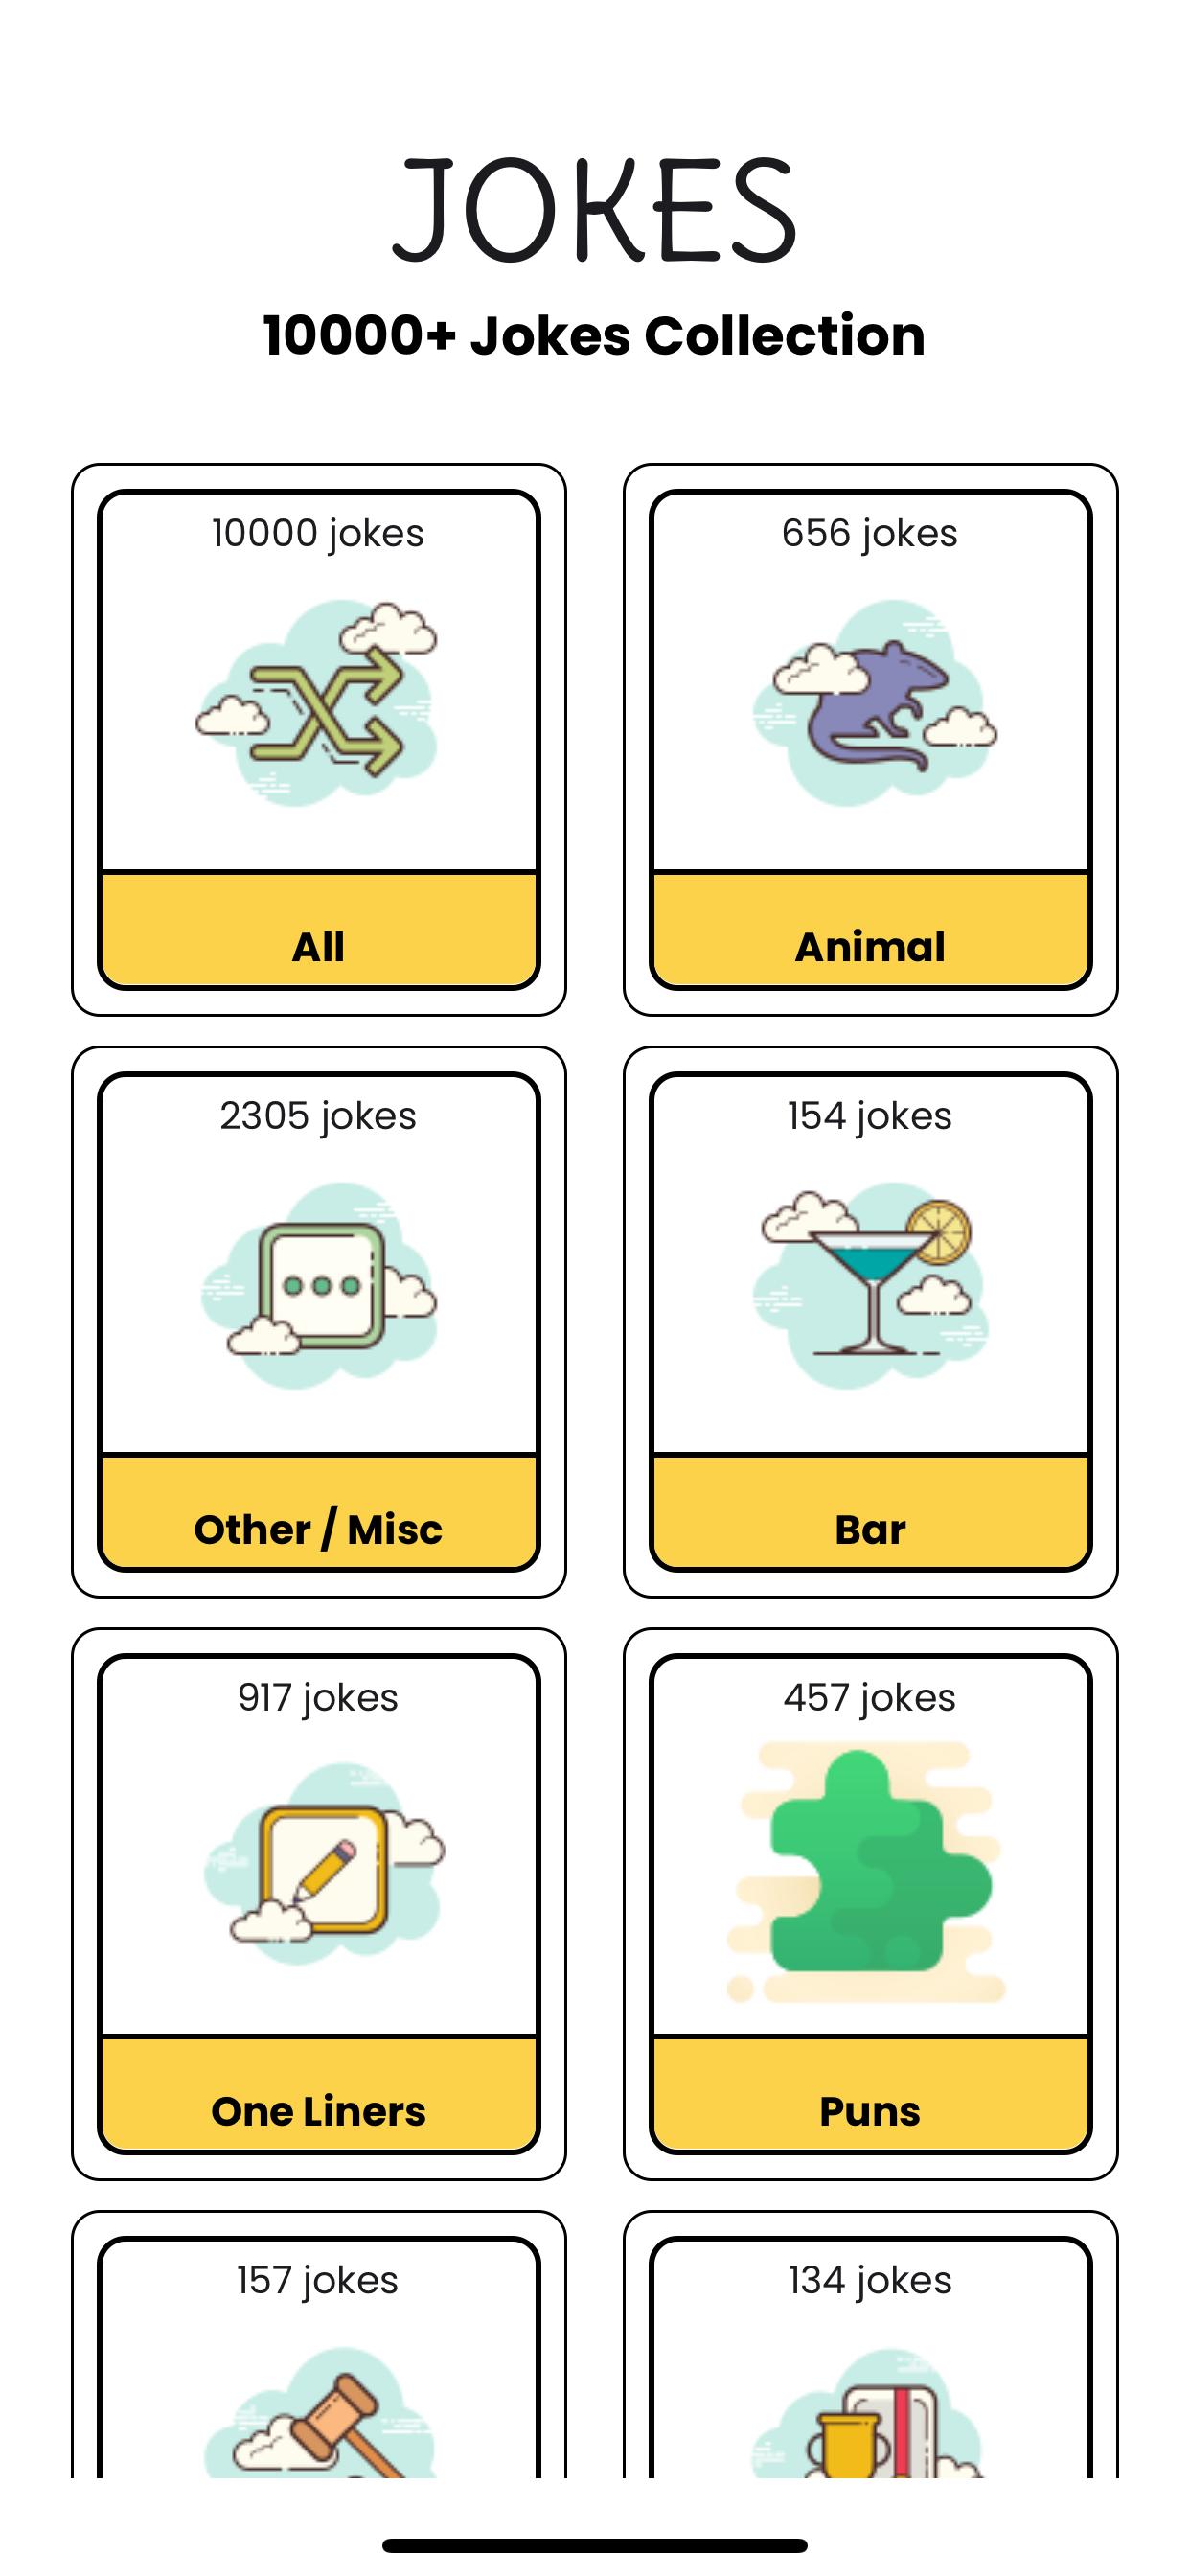 JOKES
10000+ Jokes Collection
10000 jokes
All
656 jokes
Animal
2305 jokes
Other / Misc
154 jokes
Bar
917 jokes
One Liners
457 jokes
Puns
157 jokes
134 jokes